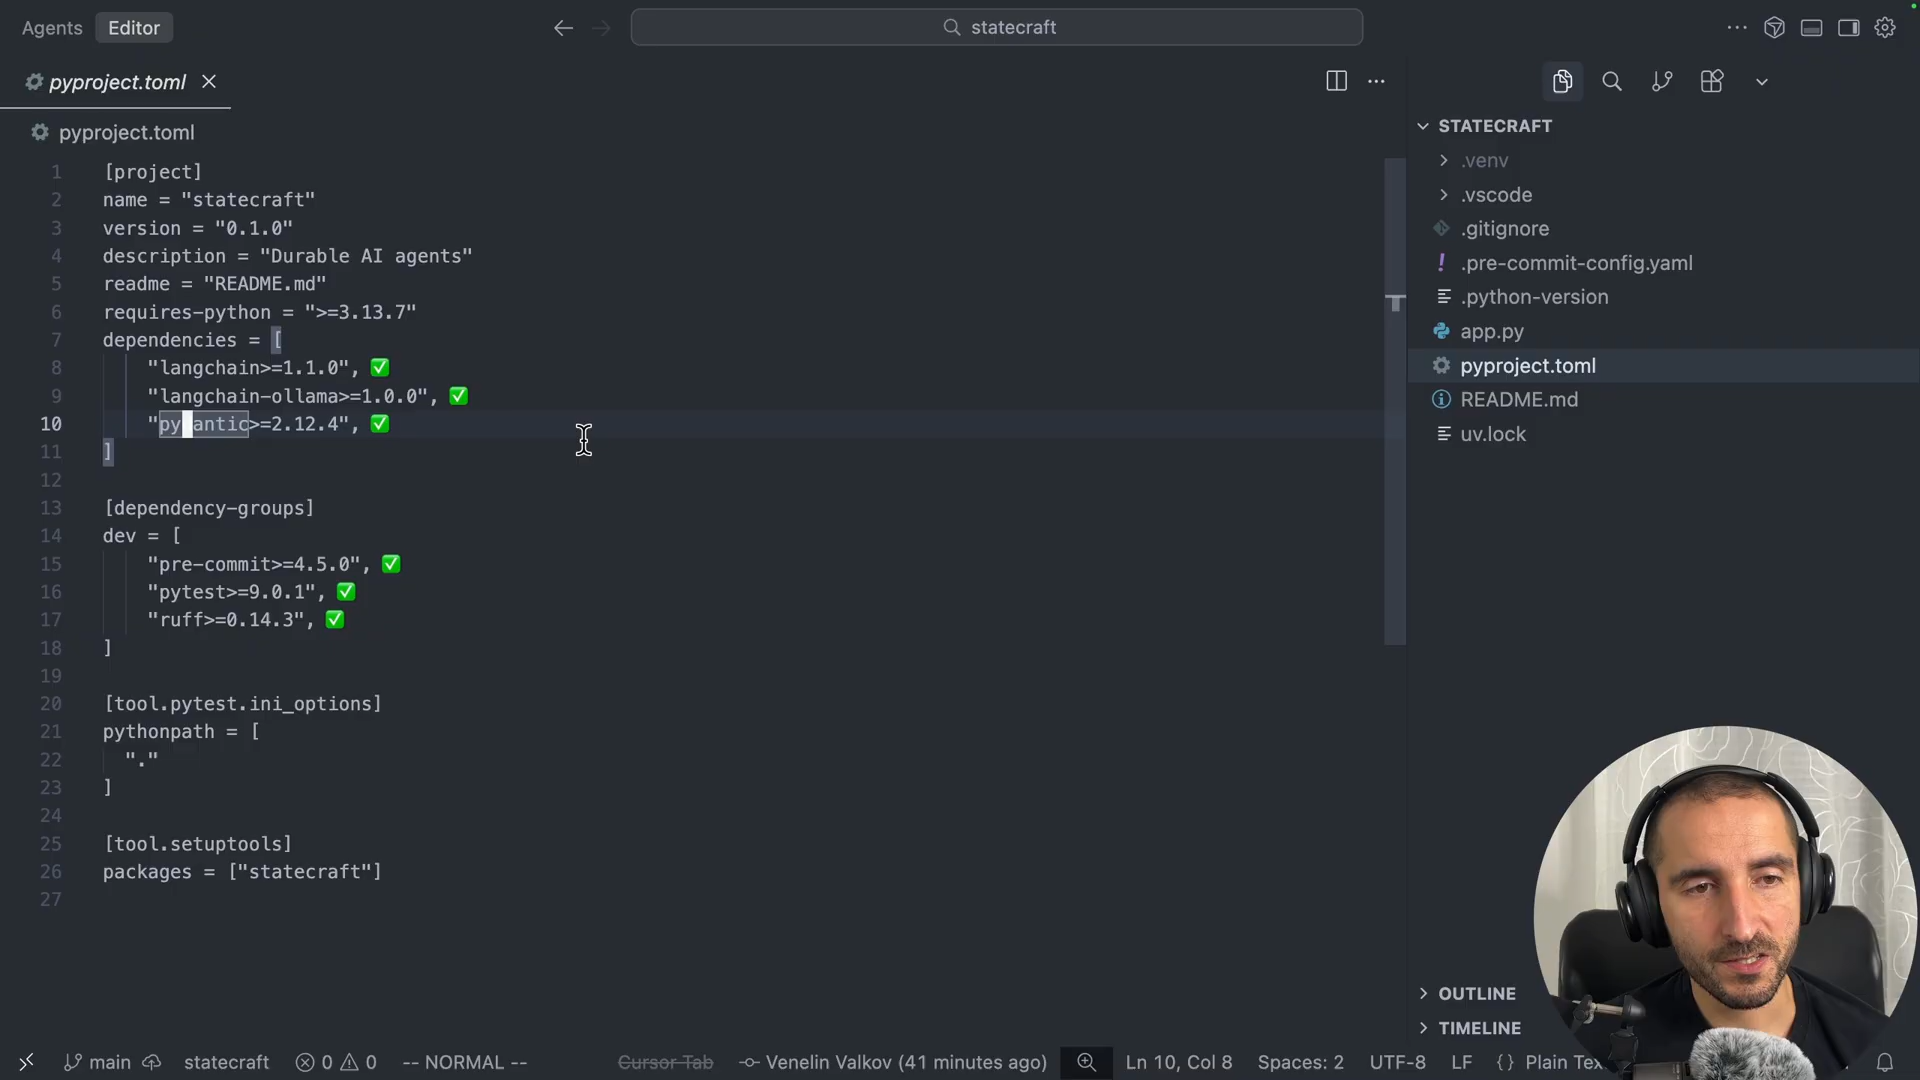 Agents Editor
statecraft
pyproject.toml
pyproject.toml
1 [project]
2 name = "statecraft"
3 version = "0.1.0"
4 description = "Durable AI agents"
5 readme = "README.md"
6 requires-python = ">=3.13.7"
7 dependencies = [
8 "langchain>=1.1.0", ✅
9 "langchain-ollama>=1.0.0", ✅
10 "pydantic>=2.12.4", ✅
11 ]
12
13 [dependency-groups]
14 dev = [
15 "pre-commit>=4.5.0", ✅
16 "pytest>=9.0.1", ✅
17 "ruff>=0.14.3", ✅
18 ]
19
20 [tool.pytest.ini_options]
21 pythonpath = [
22 "."
23 ]
24
25 [tool.setuptools]
26 packages = ["statecraft"]
27
STATECRAFT
.venv
.vscode
.gitignore
.pre-commit-config.yaml
.python-version
app.py
pyproject.toml
README.md
uv.lock
OUTLINE
TIMELINE
main statecraft 0 0 -- NORMAL -- Cursor Tab Venelin Valkov (41 minutes ago) Ln 10, Col 8 Spaces: 2 UTF-8 LF {} Plain